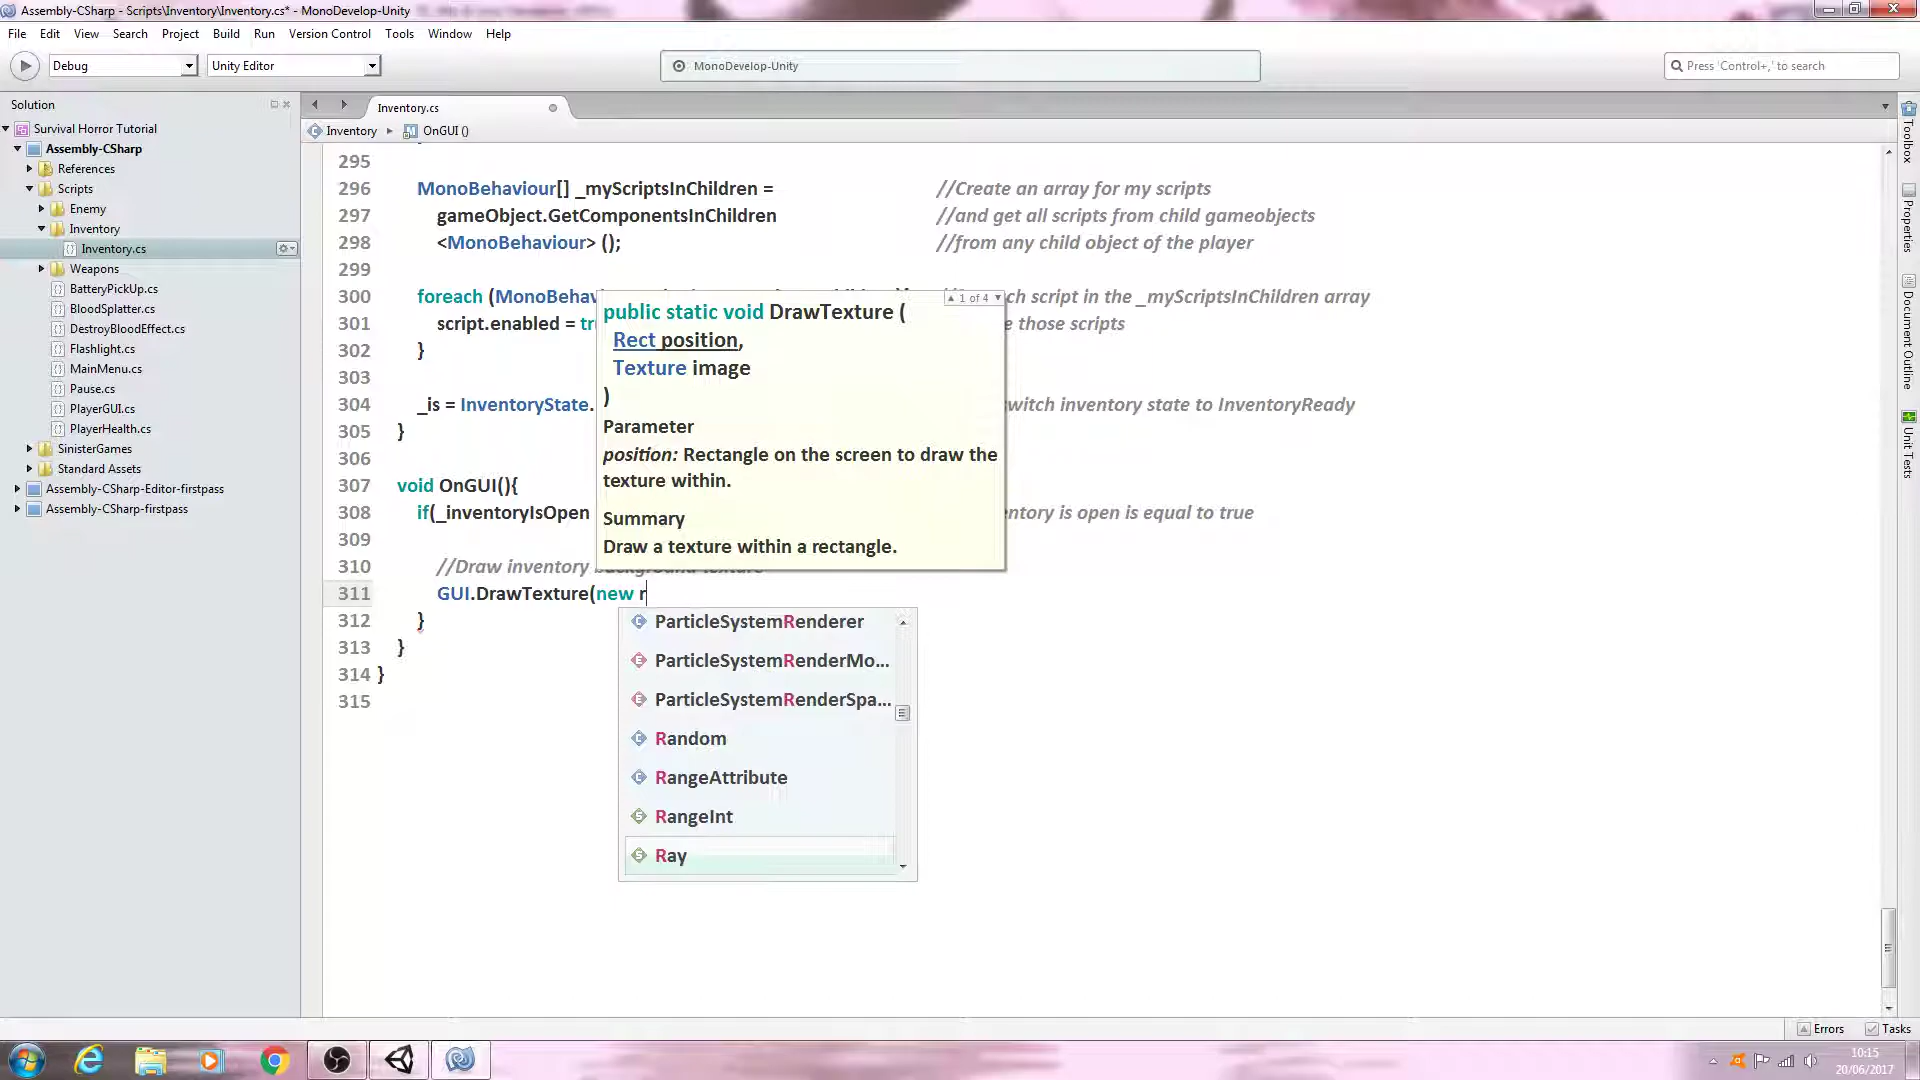 Assembly-CSharp - Scripts\Inventory\Inventory.cs* - MonoDevelop-Unity
File Edit View Search Project Build Run Version Control Tools Window Help
Debug Unity Editor MonoDevelop-Unity Press 'Control+,' to search
Solution
Survival Horror Tutorial
Assembly-CSharp
References
Scripts
Enemy
Inventory
Inventory.cs
Weapons
BatteryPickUp.cs
BloodSplatter.cs
DestroyBloodEffect.cs
Flashlight.cs
MainMenu.cs
Pause.cs
PlayerGUI.cs
PlayerHealth.cs
SinisterGames
Standard Assets
Assembly-CSharp-Editor-firstpass
Assembly-CSharp-firstpass
Inventory.cs
Inventory OnGUI ()
295
296 MonoBehaviour[] _myScriptsInChildren = //Create an array for my scripts
297 gameObject.GetComponentsInChildren //and get all scripts from child gameobjects
298 <MonoBehaviour> (); //from any child object of the player
299
300 foreach (MonoBehav ch script in the _myScriptsInChildren array
301 script.enabled = tr e those scripts
302 }
303
304 _is = InventoryState. witch inventory state to InventoryReady
305 }
306
307 void OnGUI(){
308 if(_inventoryIsOpen ntory is open is equal to true
309
310 //Draw inventory background texture
311 GUI.DrawTexture(new r
312 }
313 }
314 }
315
1 of 4
public static void DrawTexture (
Rect position,
Texture image
)
Parameter
position: Rectangle on the screen to draw the
texture within.
Summary
Draw a texture within a rectangle.
ParticleSystemRenderer
ParticleSystemRenderMo...
ParticleSystemRenderSpa...
Random
RangeAttribute
RangeInt
Ray
Toolbox
Properties
Document Outline
Unit Tests
Errors Tasks
10:15
20/06/2017